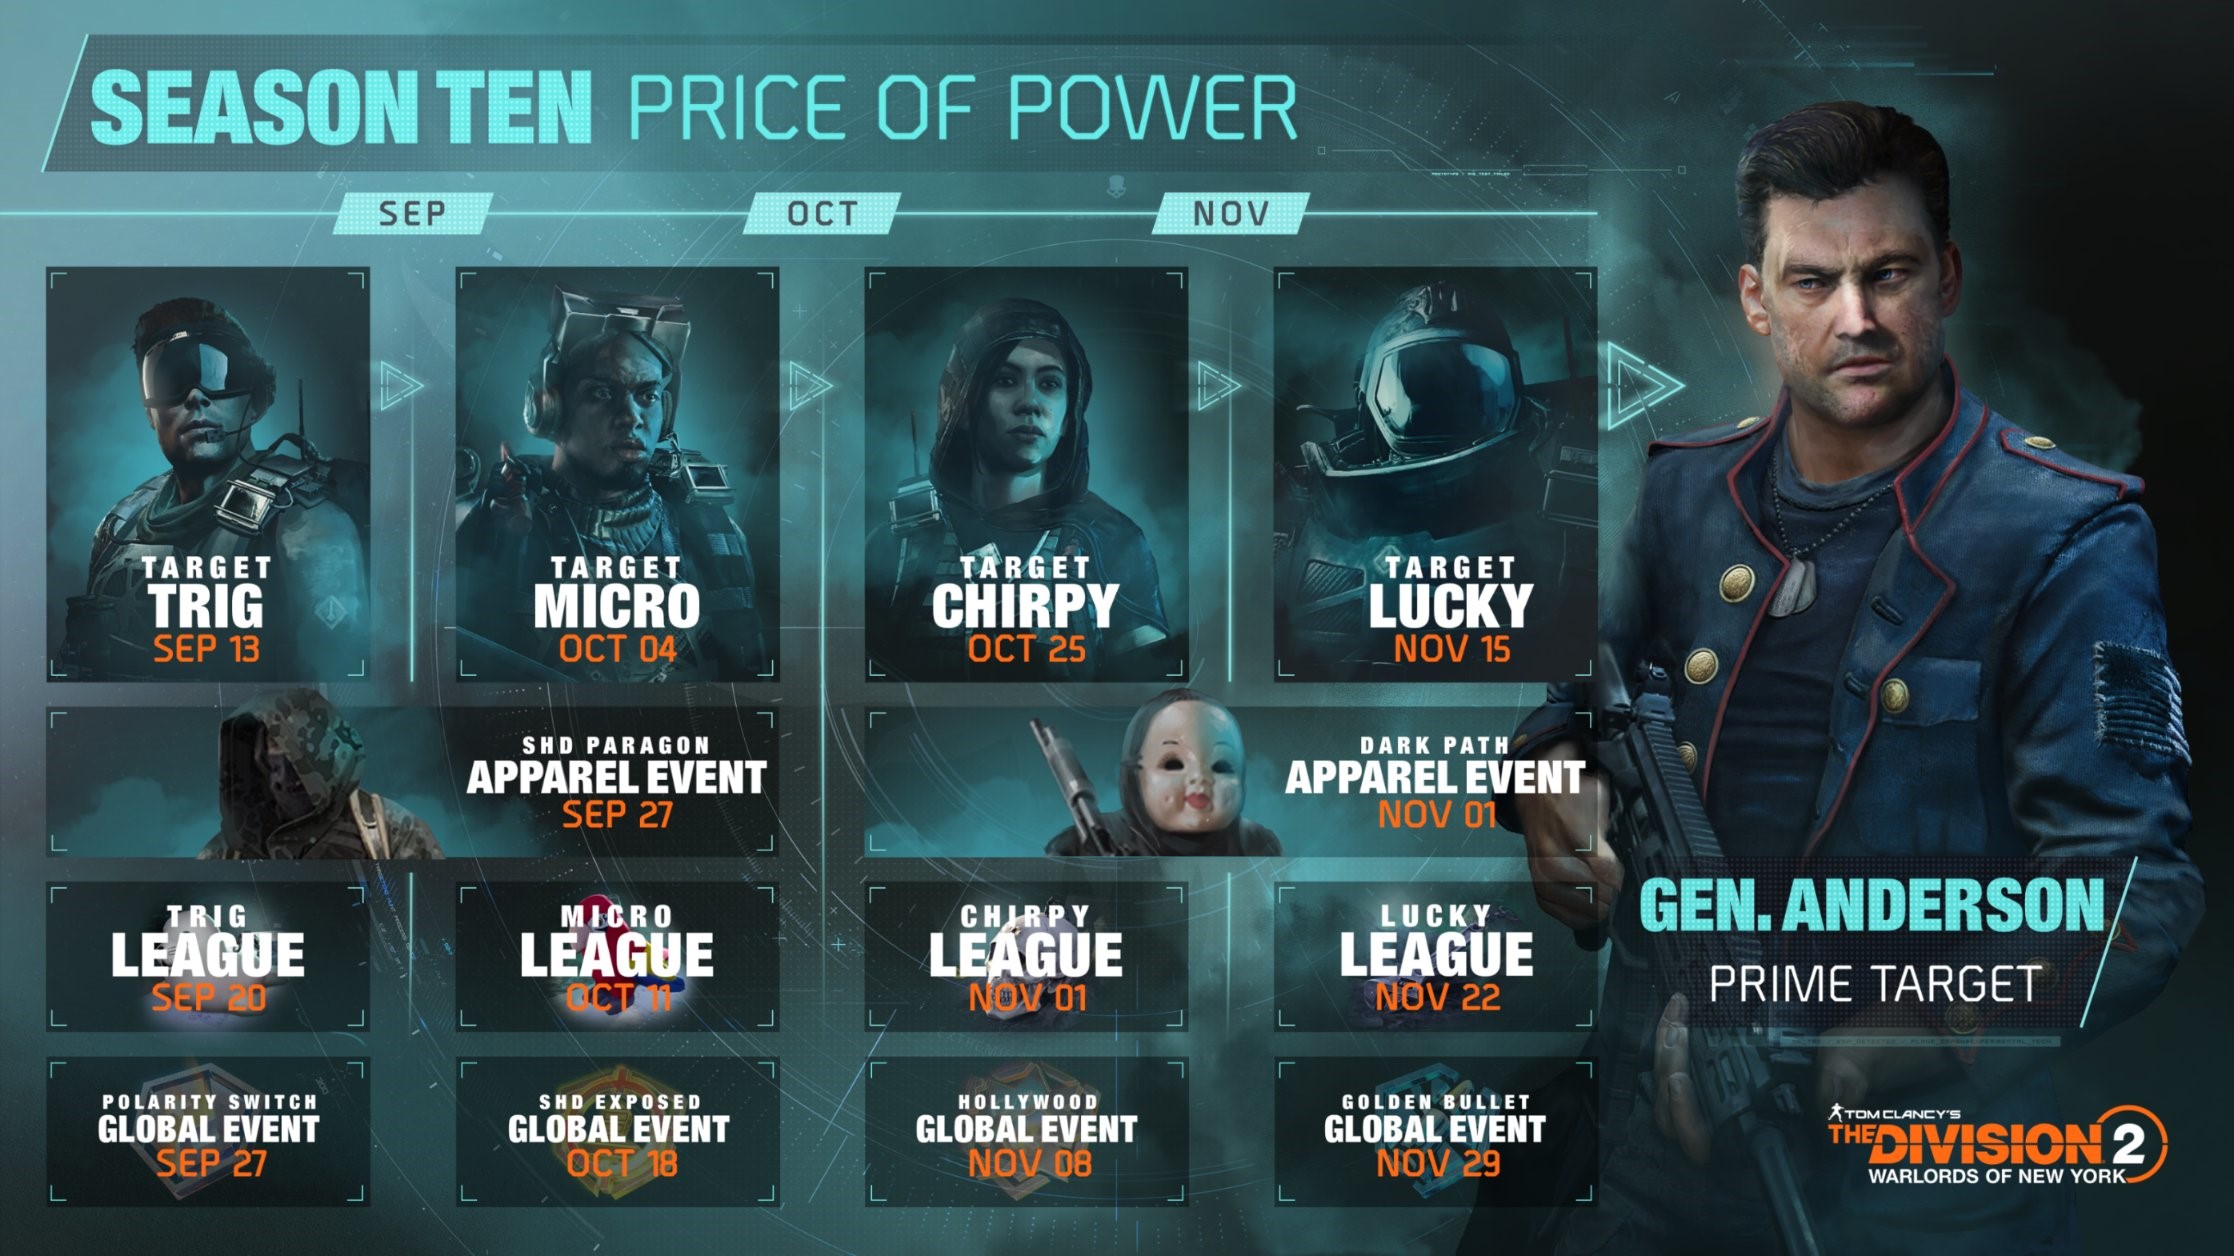 SEASON TEN PRICE OF POWER
SEP
OCT
NOV
TARGET
TRIG
SEP 13
TARGET
MICRO
OCT 04
TARGET
CHIRPY
OCT 25
TARGET
LUCKY
NOV 15
SHD PARAGON
APPAREL EVENT
SEP 27
DARK PATH
APPAREL EVENT
NOV 01
TRIG
LEAGUE
SEP 20
MICRO
LEAGUE
OCT 11
CHIRPY
LEAGUE
NOV 01
LUCKY
LEAGUE
NOV 22
POLARITY SWITCH
GLOBAL EVENT
SEP 27
SHD EXPOSED
GLOBAL EVENT
OCT 18
HOLLYWOOD
GLOBAL EVENT
NOV 08
GOLDEN BULLET
GLOBAL EVENT
NOV 29
GEN. ANDERSON
PRIME TARGET
TOM CLANCY'S
THE DIVISION 2
WARLORDS OF NEW YORK